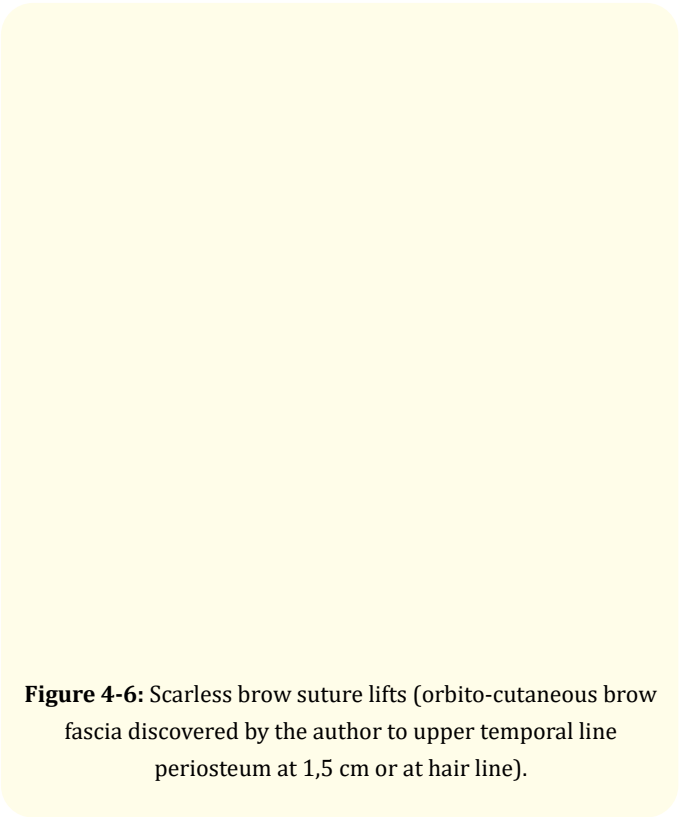 Figure 4-6: Scarless brow suture lifts (orbito-cutaneous brow
fascia discovered by the author to upper temporal line
periosteum at 1,5 cm or at hair line).